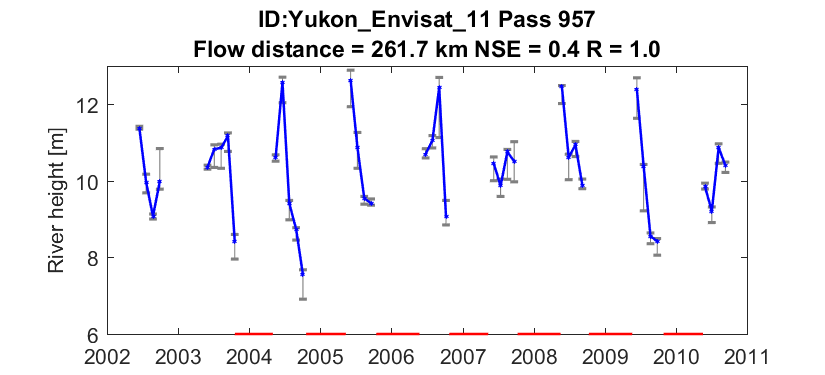 ID:Yukon_Envisat_11 Pass 957
Flow distance = 261.7 km NSE = 0.4 R = 1.0
River height [m]
12
10
8
6
2002 2003 2004 2005 2006 2007 2008 2009 2010 2011